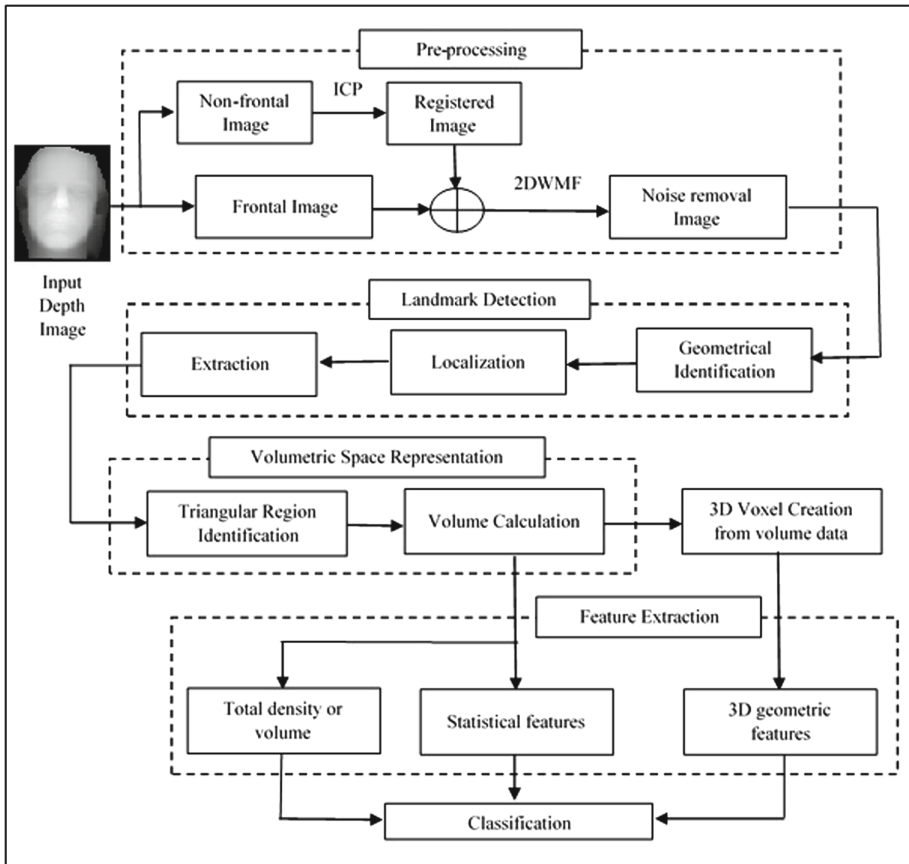 Pre-processing
ICP
Non-frontal
Image
Registered
Image
2DWMF
Frontal Image
Noise removal
Image
Input
Depth
Image
Landmark Detection
Extraction
Localization
Geometrical
Identification
Volumetric Space Representation
Triangular Region
Identification
Volume Calculation
3D Voxel Creation
from volume data
Feature Extraction
Total density or
volume
Statistical features
3D geometric
features
Classification